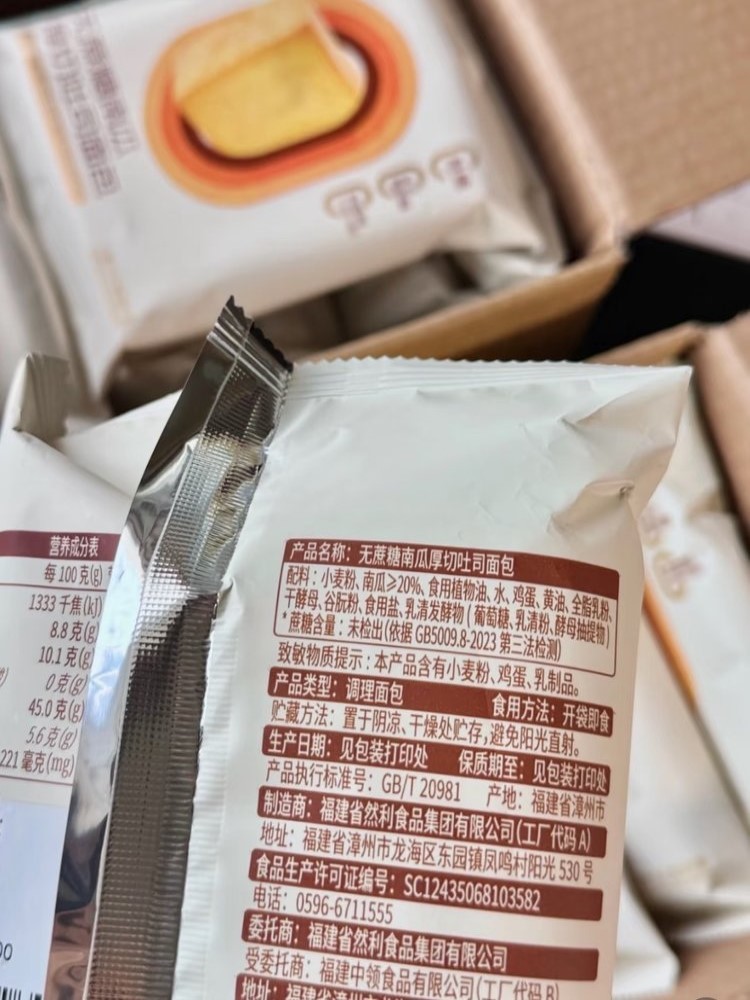 营养成分表
每100克(g)
1333千焦(kJ)
8.8克(g)
10.1克(g)
0克(g)
45.0克(g)
5.6克(g)
221毫克(mg)
产品名称：无蔗糖南瓜厚切吐司面包
配料：小麦粉、南瓜≥20%、食用植物油、水、鸡蛋、黄油、全脂乳粉、
干酵母、谷朊粉、食用盐、乳清发酵物（葡萄糖、乳清粉、酵母抽提物）
*蔗糖含量：未检出(依据 GB5009.8-2023 第三法检测)
致敏物质提示：本产品含有小麦粉、鸡蛋、乳制品。
产品类型：调理面包 食用方法：开袋即食
贮藏方法：置于阴凉、干燥处贮存，避免阳光直射。
生产日期：见包装打印处 保质期至：见包装打印处
产品执行标准号：GB/T 20981 产地：福建省漳州市
制造商：福建省然利食品集团有限公司(工厂代码A)
地址：福建省漳州市龙海区东园镇凤鸣村阳光530号
食品生产许可证编号：SC12435068103582
电话：0596-6711555
委托商：福建省然利食品集团有限公司
受委托商：福建中领食品有限公司(工厂代码B)
地址：福建省漳州